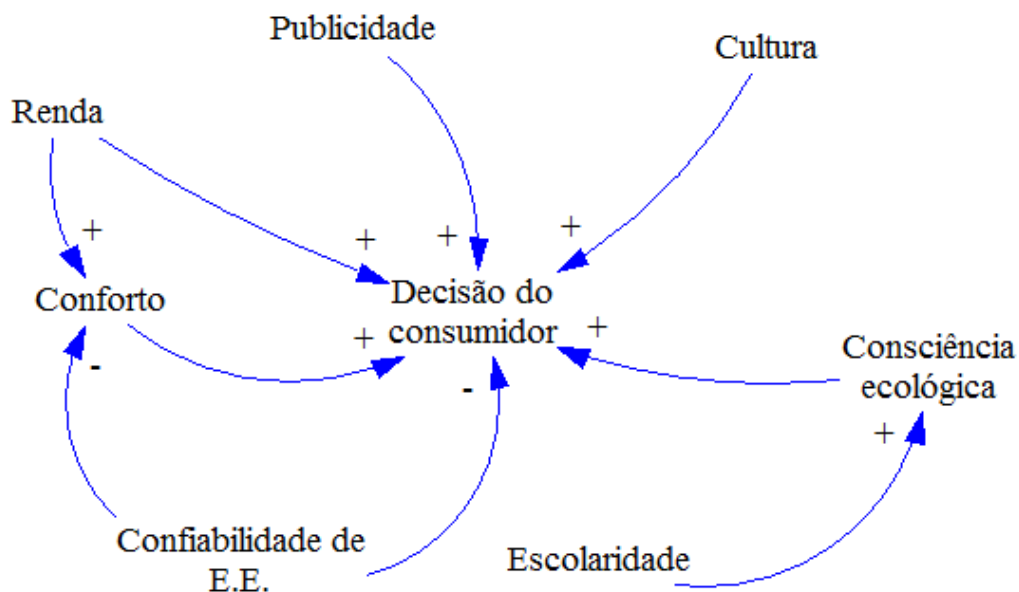 Publicidade
Cultura
Renda
+
+
+
+
Conforto
Decisão do
consumidor
+
+
-
-
Consciência
ecológica
+
Confiabilidade de
E.E.
Escolaridade